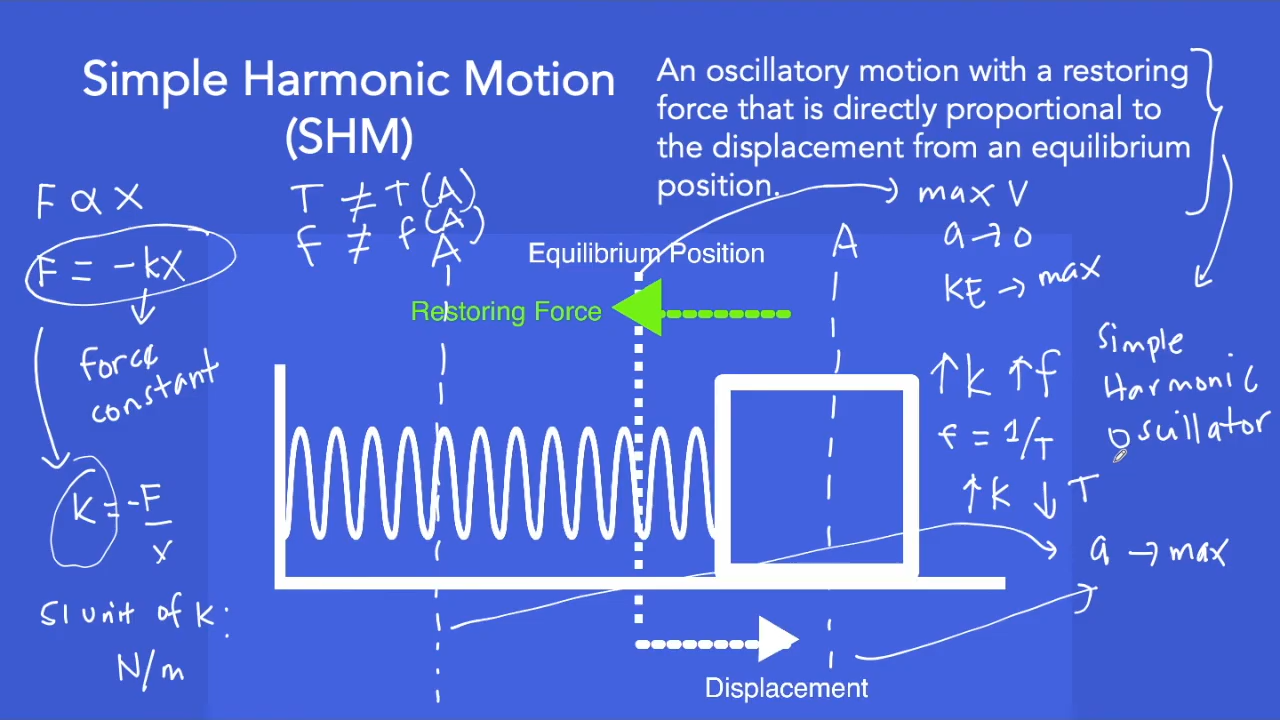 Simple Harmonic Motion
(SHM)
An oscillatory motion with a restoring
force that is directly proportional to
the displacement from an equilibrium
position.
F ∝ x
F = -kx
force
constant
k = -F/x
SI unit of k:
N/m
T ≠ T(A)
f ≠ f(A)
A
Equilibrium Position
Restoring Force
A
max V
a → 0
KE → max
↑k ↑f
f = 1/T
↑k ↓T
Simple
Harmonic
Oscillator
a → max
Displacement